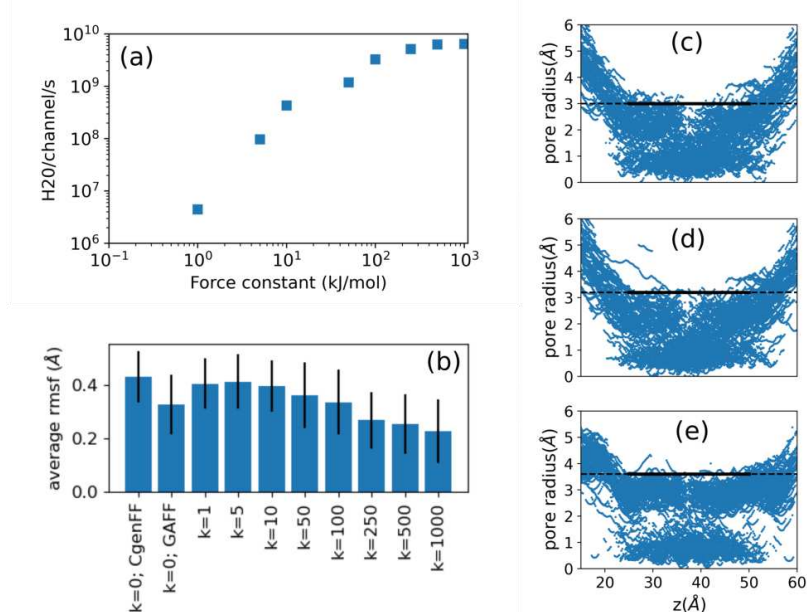 (a)
H20/channel/s
10^10
10^9
10^8
10^7
10^6
10^-1 10^0 10^1 10^2 10^3
Force constant (kJ/mol)
(b)
average rmsf (Å)
0.4
0.2
0.0
k=0; CgenFF
k=0; GAFF
k=1
k=5
k=10
k=50
k=100
k=250
k=500
k=1000
(c)
pore radius(Å)
6
5
4
3
2
1
0
(d)
pore radius(Å)
6
5
4
3
2
1
0
(e)
pore radius(Å)
6
5
4
3
2
1
0
20 30 40 50 60
z(Å)